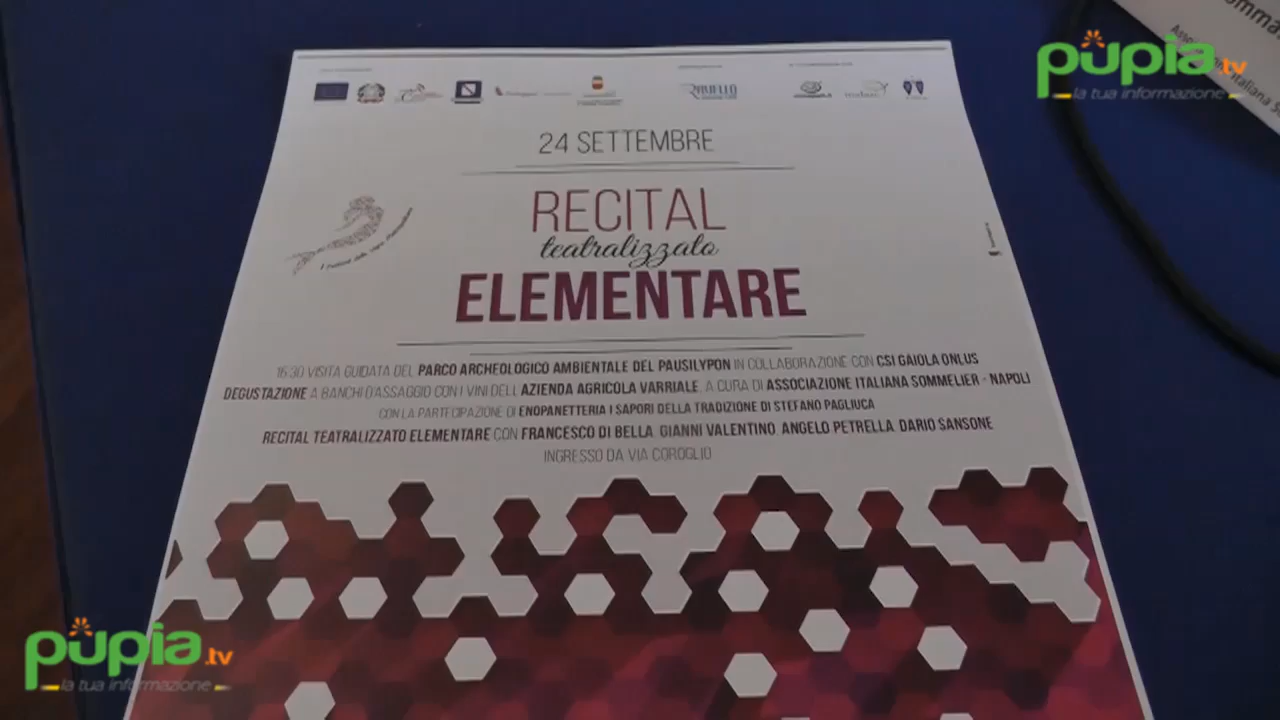 pupia.tv
la tua informazione
24 SETTEMBRE
RECITAL
teatralizzato
ELEMENTARE
16.30 VISITA GUIDATA DEL PARCO ARCHEOLOGICO AMBIENTALE DEL PAUSILYPON IN COLLABORAZIONE CON CSI GAIOLA ONLUS
DEGUSTAZIONE A BANCHI D'ASSAGGIO CON I VINI DELL'AZIENDA AGRICOLA VARRIALE, A CURA DI ASSOCIAZIONE ITALIANA SOMMELIER - NAPOLI
CON LA PARTECIPAZIONE DI ENOPANETTERIA I SAPORI DELLA TRADIZIONE DI STEFANO PAGLIUCA
RECITAL TEATRALIZZATO ELEMENTARE CON FRANCESCO DI BELLA, GIANNI VALENTINO, ANGELO PETRELLA, DARIO SANSONE
INGRESSO DA VIA COROGLIO
pupia.tv
la tua informazione